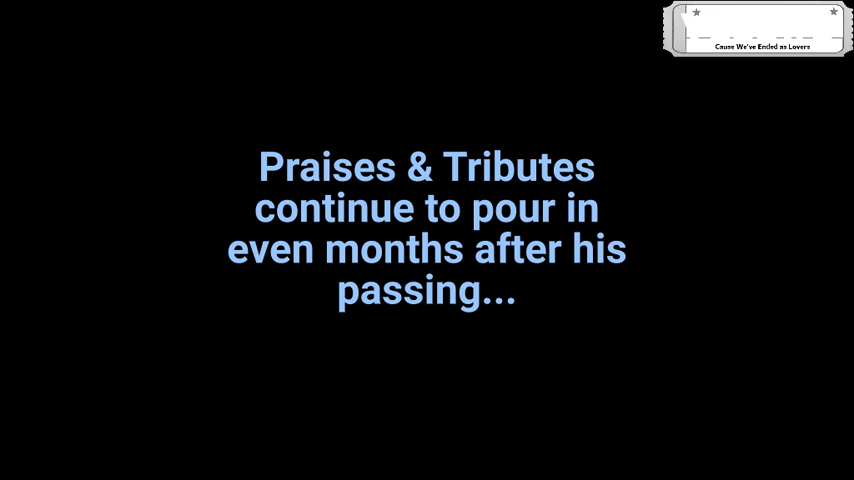 Cause We've Ended as Lovers
Praises & Tributes
continue to pour in
even months after his
passing...